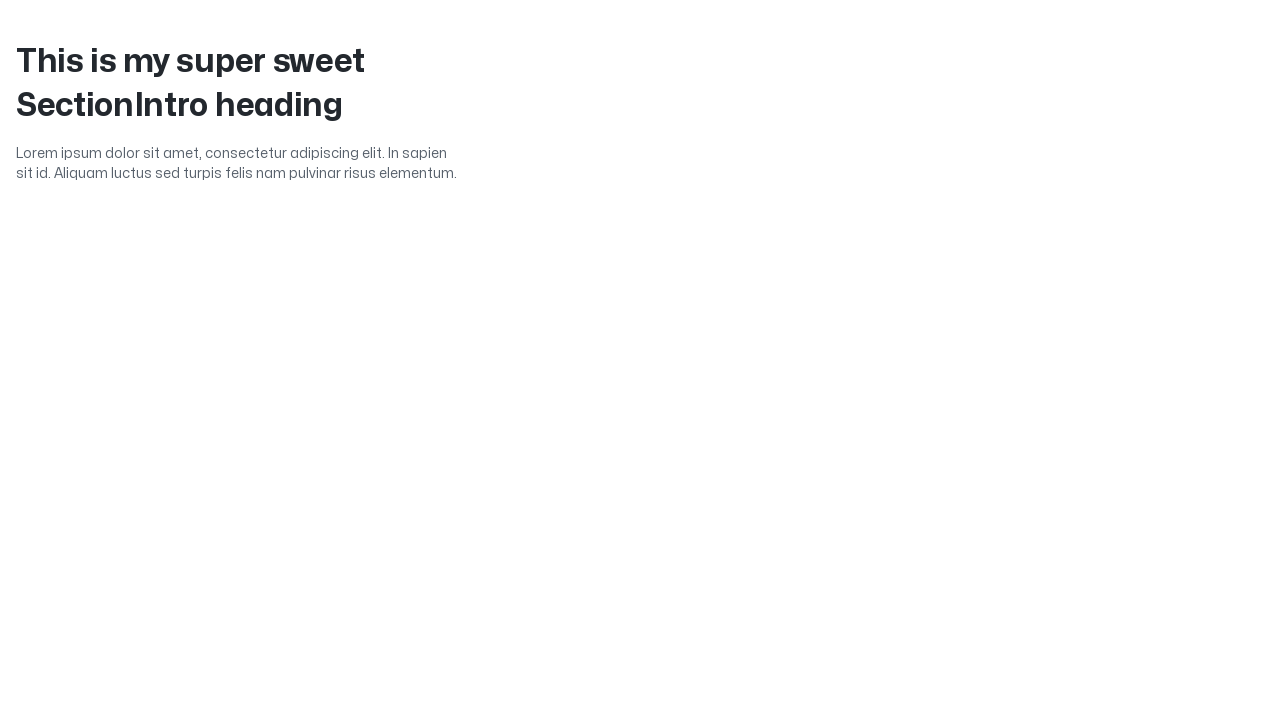 This is my super sweet
SectionIntro heading
Lorem ipsum dolor sit amet, consectetur adipiscing elit. In sapien
sit id. Aliquam luctus sed turpis felis nam pulvinar risus elementum.